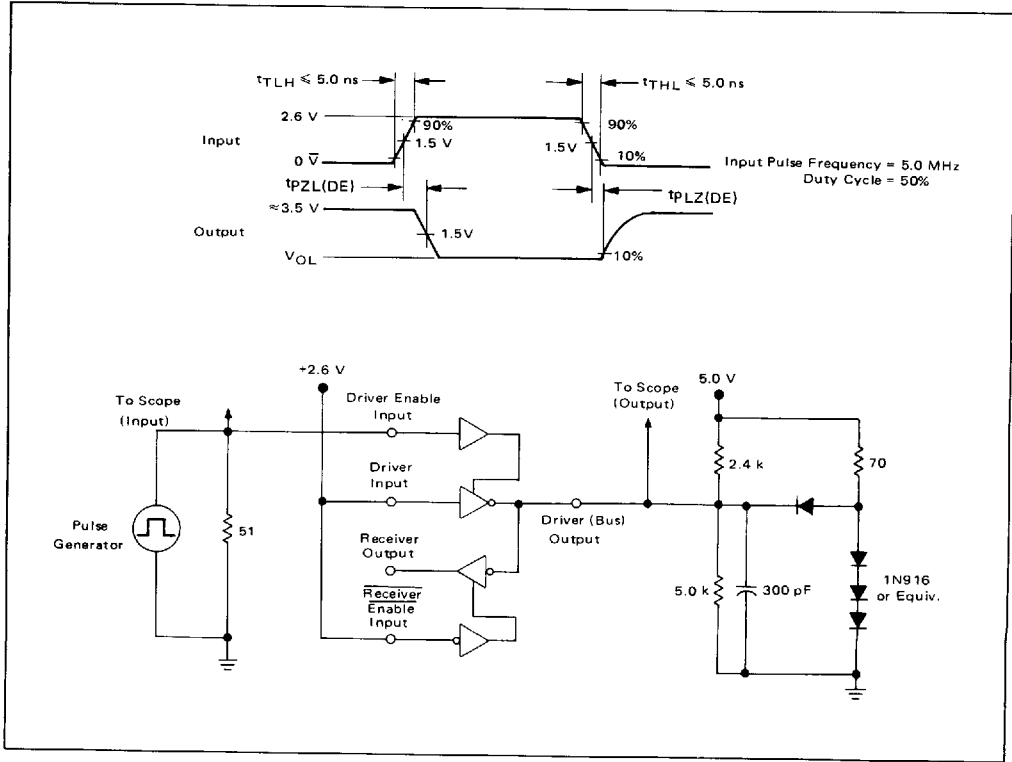 tTLH ≤ 5.0 ns
tTHL ≤ 5.0 ns
2.6 V
90%
90%
Input
1.5 V
1.5V
0 V
10%
Input Pulse Frequency = 5.0 MHz
Duty Cycle = 50%
tPZL(DE)
tPLZ(DE)
≈3.5 V
Output
1.5V
VOL
10%
+2.6 V
5.0 V
To Scope
(Input)
Driver Enable
Input
To Scope
(Output)
2.4 k
70
Driver
Input
Pulse
Generator
51
Driver (Bus)
Output
Receiver
Output
Receiver
Enable
Input
5.0 k
300 pF
1N916
or Equiv.